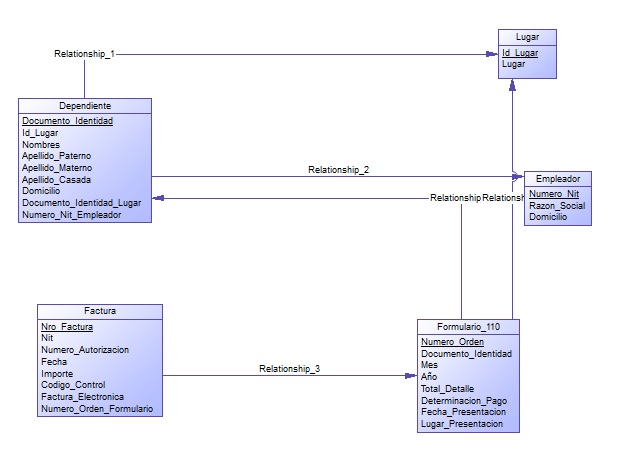 Lugar
Id_Lugar
Lugar
Relationship_1
Dependiente
Documento_Identidad
Id_Lugar
Nombres
Apellido_Paterno
Apellido_Materno
Apellido_Casada
Domicilio
Documento_Identidad_Lugar
Numero_Nit_Empleador
Relationship_2
Empleador
Numero_Nit
Razon_Social
Domicilio
Relationship
Relationsh
Factura
Nro_Factura
Nit
Numero_Autorizacion
Fecha
Importe
Codigo_Control
Factura_Electronica
Numero_Orden_Formulario
Relationship_3
Formulario_110
Numero_Orden
Documento_Identidad
Mes
Año
Total_Detalle
Determinacion_Pago
Fecha_Presentacion
Lugar_Presentacion